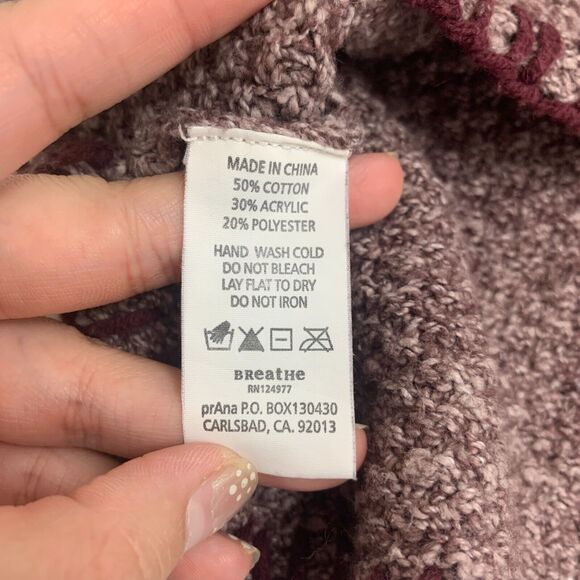 MADE IN CHINA
50% COTTON
30% ACRYLIC
20% POLYESTER
HAND WASH COLD
DO NOT BLEACH
LAY FLAT TO DRY
DO NOT IRON
BReatHe
RN124977
prAna P.O. BOX130430
CARLSBAD, CA. 92013